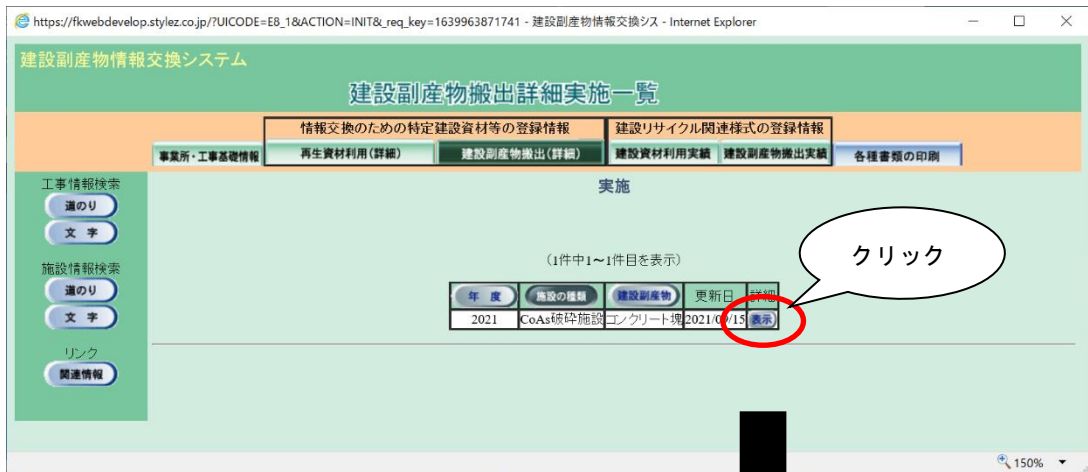 https://fkwebdevelop.stylez.co.jp/?UICODE=E8_1&ACTION=INIT&_req_key=1639963871741 - 建設副産物情報交換シス - Internet Explorer
建設副産物情報交換システム
建設副産物搬出詳細実施一覧
情報交換のための特定建設資材等の登録情報 建設リサイクル関連様式の登録情報
事業所・工事基礎情報 再生資材利用(詳細) 建設副産物搬出(詳細) 建設資材利用実績 建設副産物搬出実績 各種書類の印刷
工事情報検索
道のり
文 字
施設情報検索
道のり
文 字
リンク
関連情報
実施
クリック
(1件中1~1件目を表示)
年 度 施設の種類 建設副産物 更新日 詳細
2021 CoAs破砕施設 コンクリート塊 2021/09/15 表示
150%